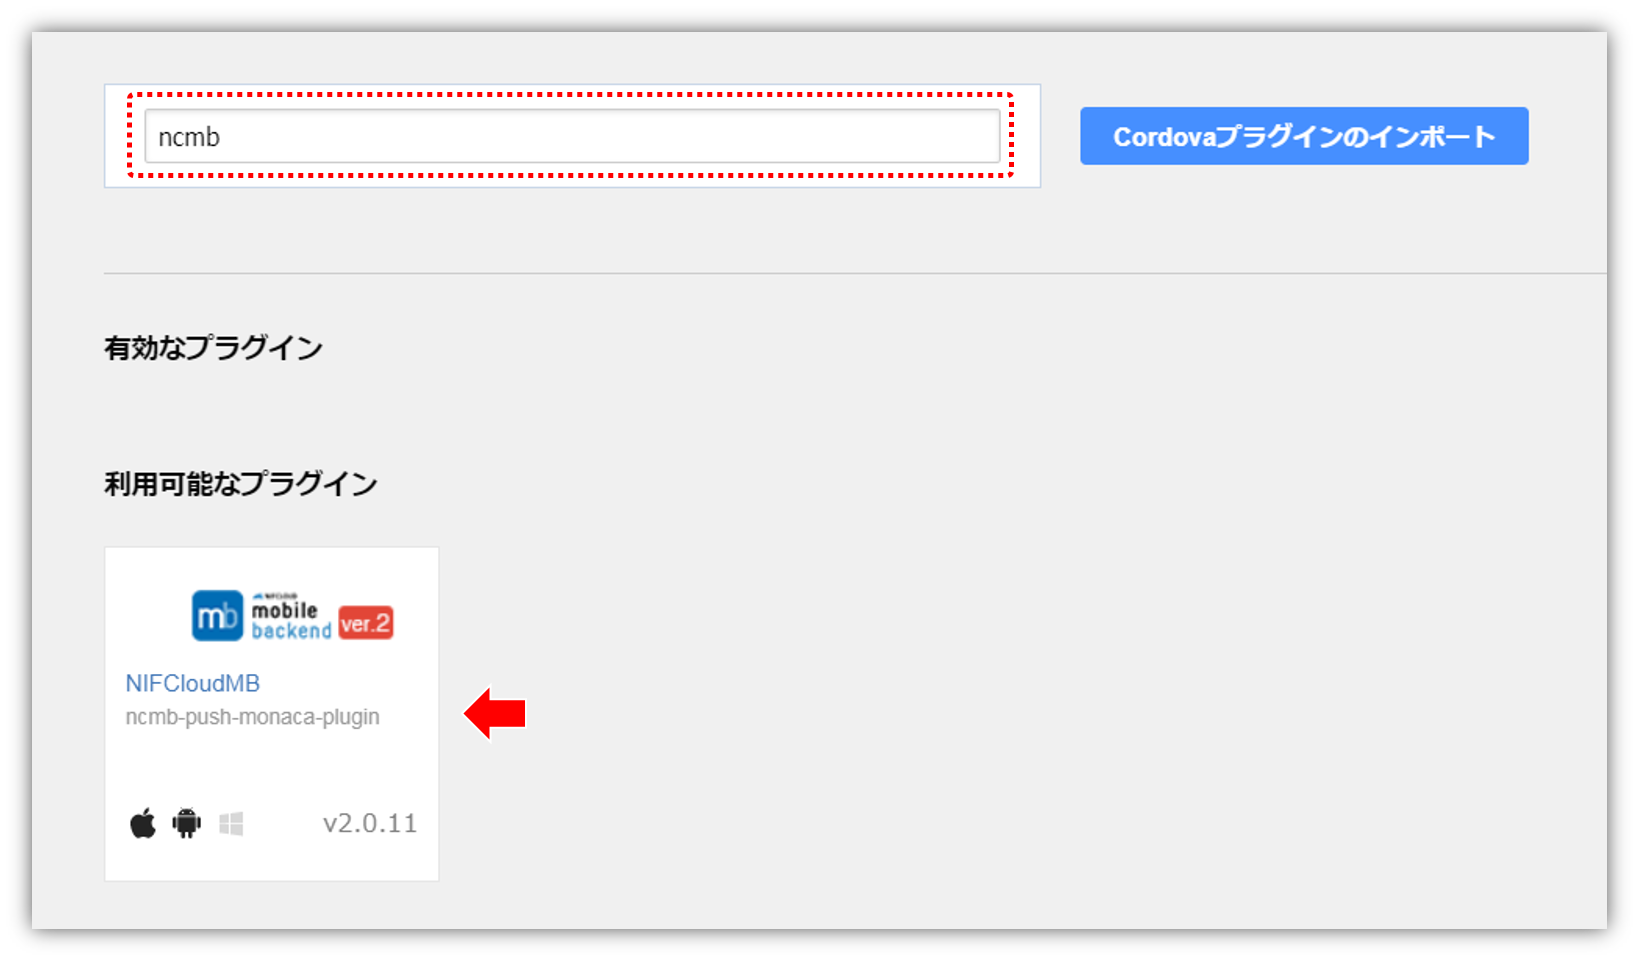 ncmb
Cordovaプラグインのインポート
有効なプラグイン
利用可能なプラグイン
mb
NIFCLOUD
mobile
backend
ver.2
NIFCloudMB
ncmb-push-monaca-plugin
v2.0.11